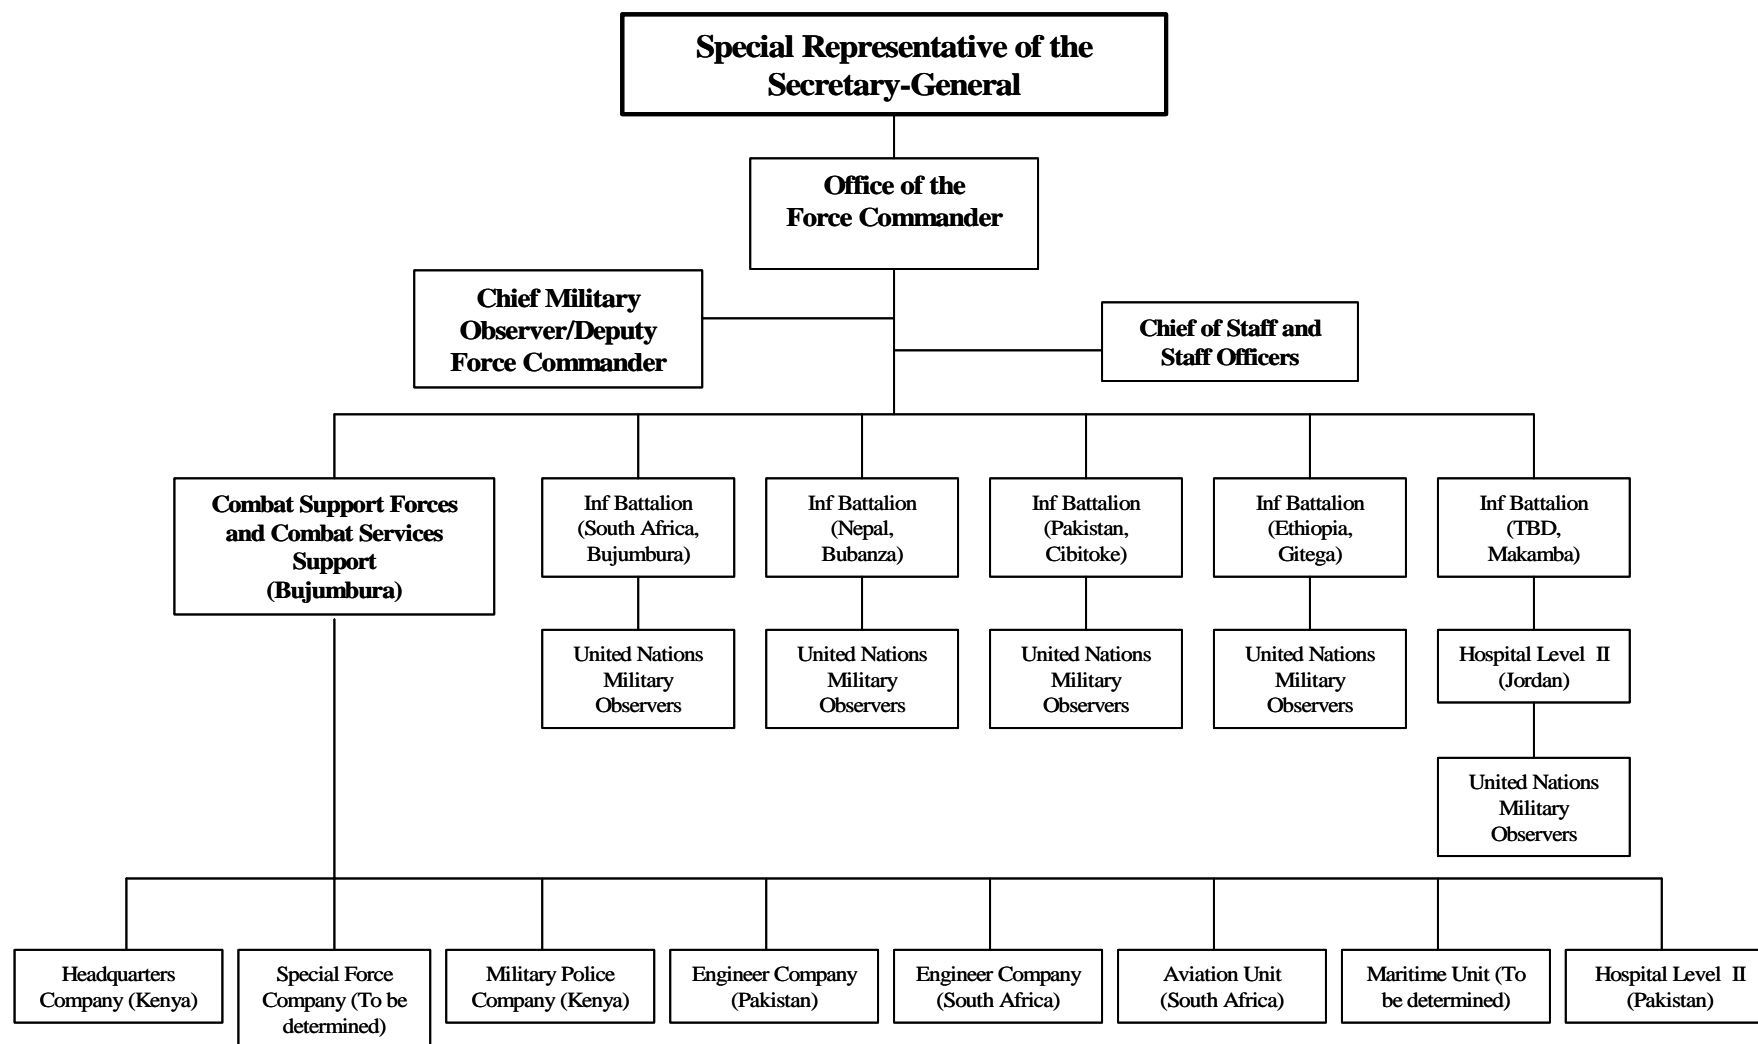 Special Representative of the
Secretary-General
Office of the
Force Commander
Chief Military
Observer/Deputy
Force Commander
Chief of Staff and
Staff Officers
Combat Support Forces
and Combat Services
Support
(Bujumbura)
Inf Battalion
(South Africa,
Bujumbura)
Inf Battalion
(Nepal,
Bubanza)
Inf Battalion
(Pakistan,
Cibitoke)
Inf Battalion
(Ethiopia,
Gitega)
Inf Battalion
(TBD,
Makamba)
United Nations
Military
Observers
United Nations
Military
Observers
United Nations
Military
Observers
United Nations
Military
Observers
Hospital Level II
(Jordan)
United Nations
Military
Observers
Headquarters
Company (Kenya)
Special Force
Company (To be
determined)
Military Police
Company (Kenya)
Engineer Company
(Pakistan)
Engineer Company
(South Africa)
Aviation Unit
(South Africa)
Maritime Unit (To
be determined)
Hospital Level II
(Pakistan)